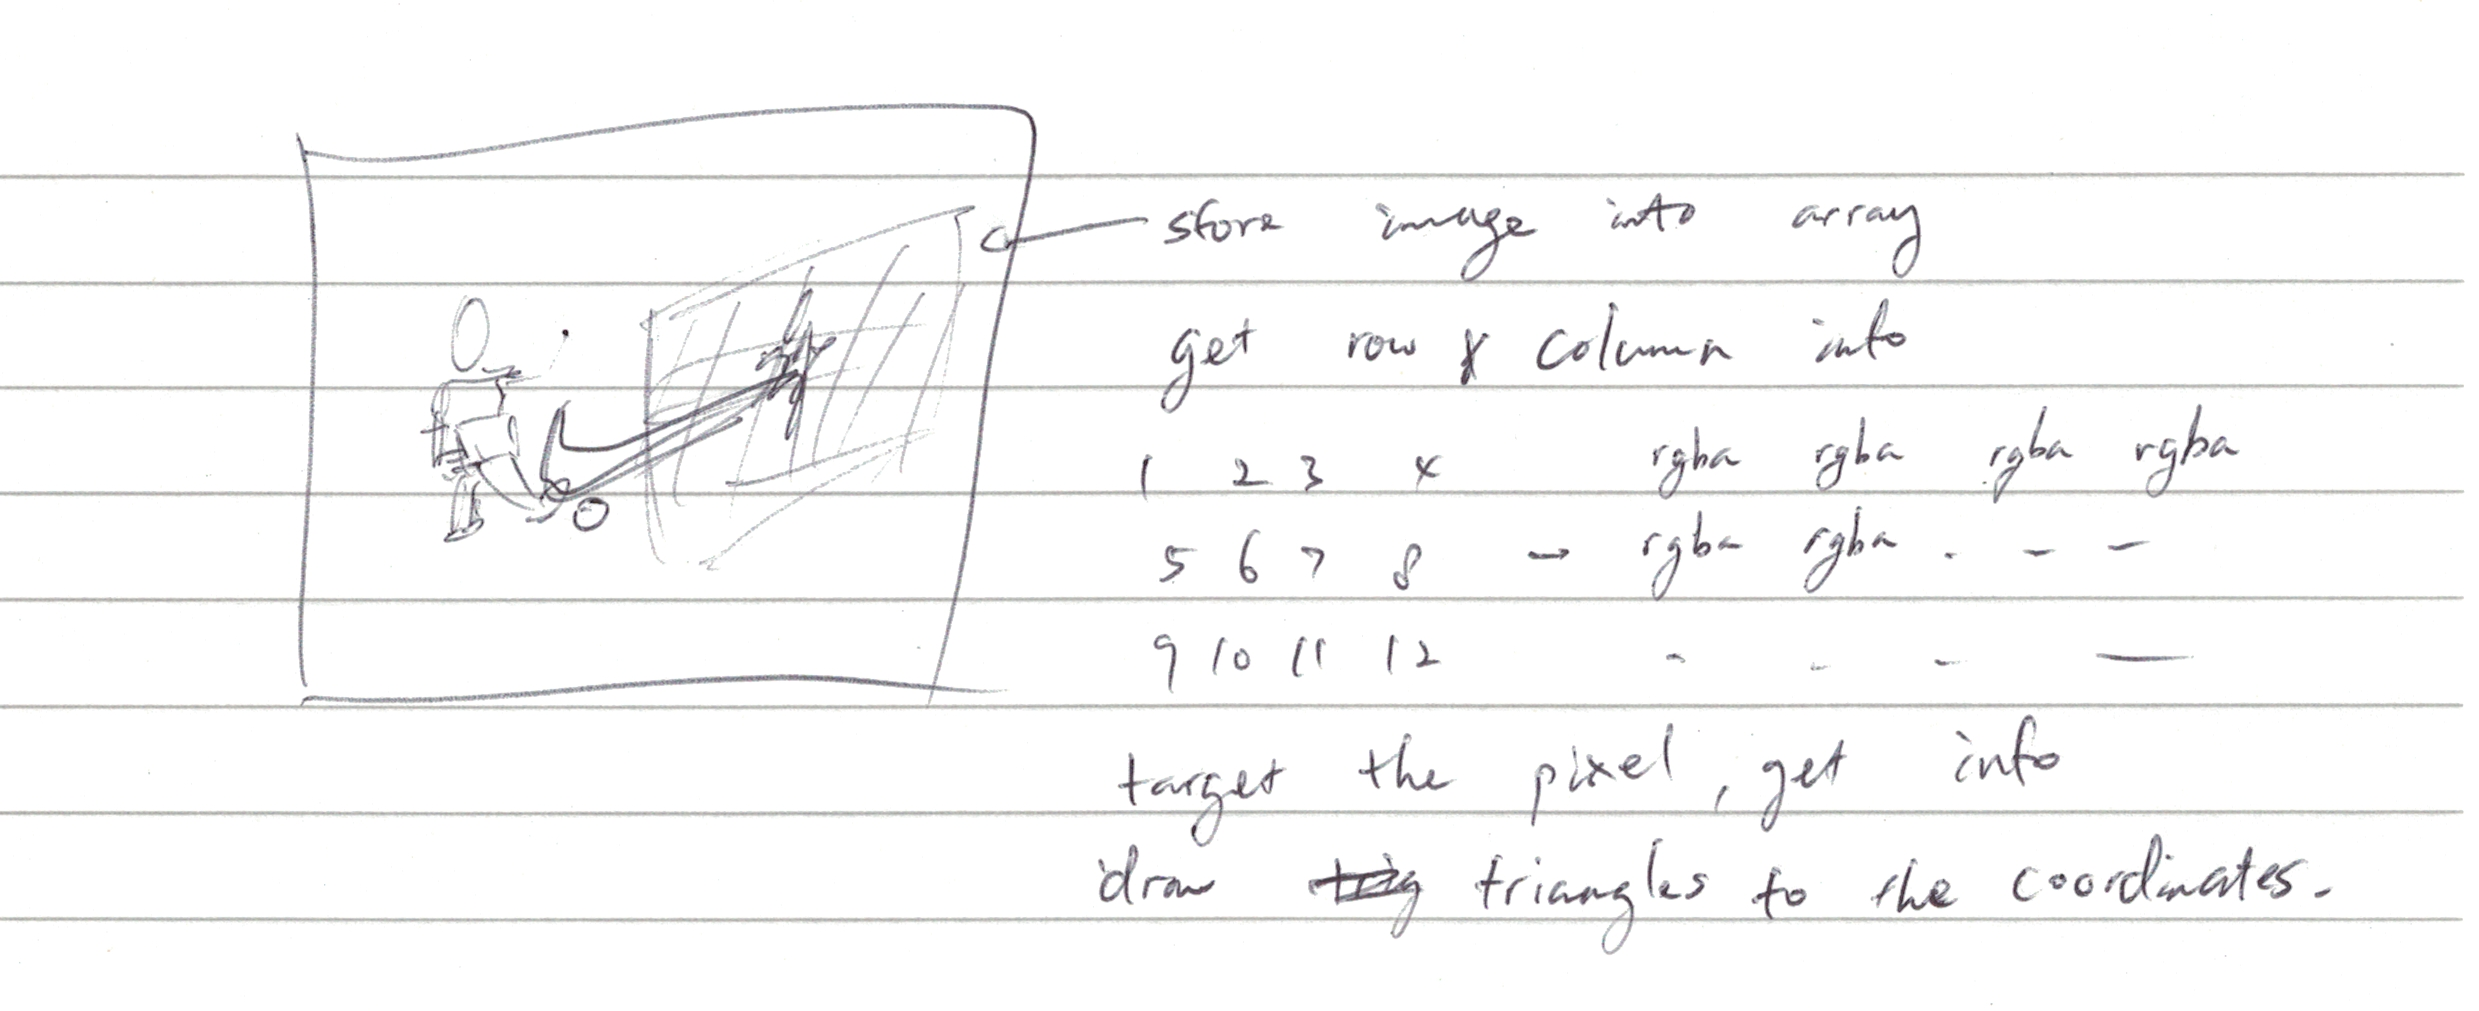 store image into array
get row x column info
1 2 3 4 rgba rgba rgba rgba
5 6 7 8 → rgba rgba . - -
9 10 11 12 - - - —
target the pixel, get info
draw triangles to the coordinates.